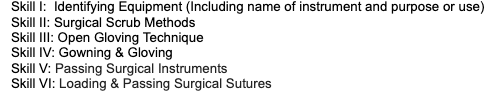 Skill I:  Identifying Equipment (Including name of instrument and purpose or use)
Skill II: Surgical Scrub Methods
Skill III: Open Gloving Technique
Skill IV: Gowning & Gloving
Skill V: Passing Surgical Instruments
Skill VI: Loading & Passing Surgical Sutures